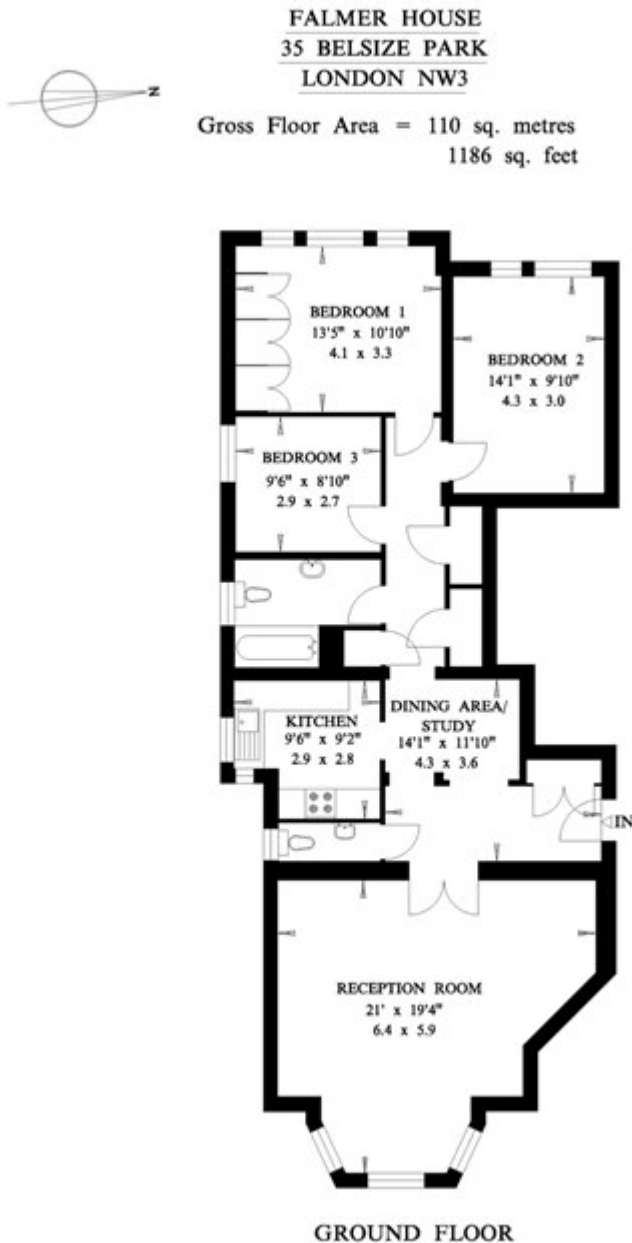 FALMER HOUSE
35 BELSIZE PARK
LONDON NW3
N
Gross Floor Area = 110 sq. metres
1186 sq. feet
BEDROOM 1
13'5" x 10'10"
4.1 x 3.3
BEDROOM 2
14'1" x 9'10"
4.3 x 3.0
BEDROOM 3
9'6" x 8'10"
2.9 x 2.7
KITCHEN
9'6" x 9'2"
2.9 x 2.8
DINING AREA/
STUDY
14'1" x 11'10"
4.3 x 3.6
IN
RECEPTION ROOM
21' x 19'4"
6.4 x 5.9
GROUND FLOOR